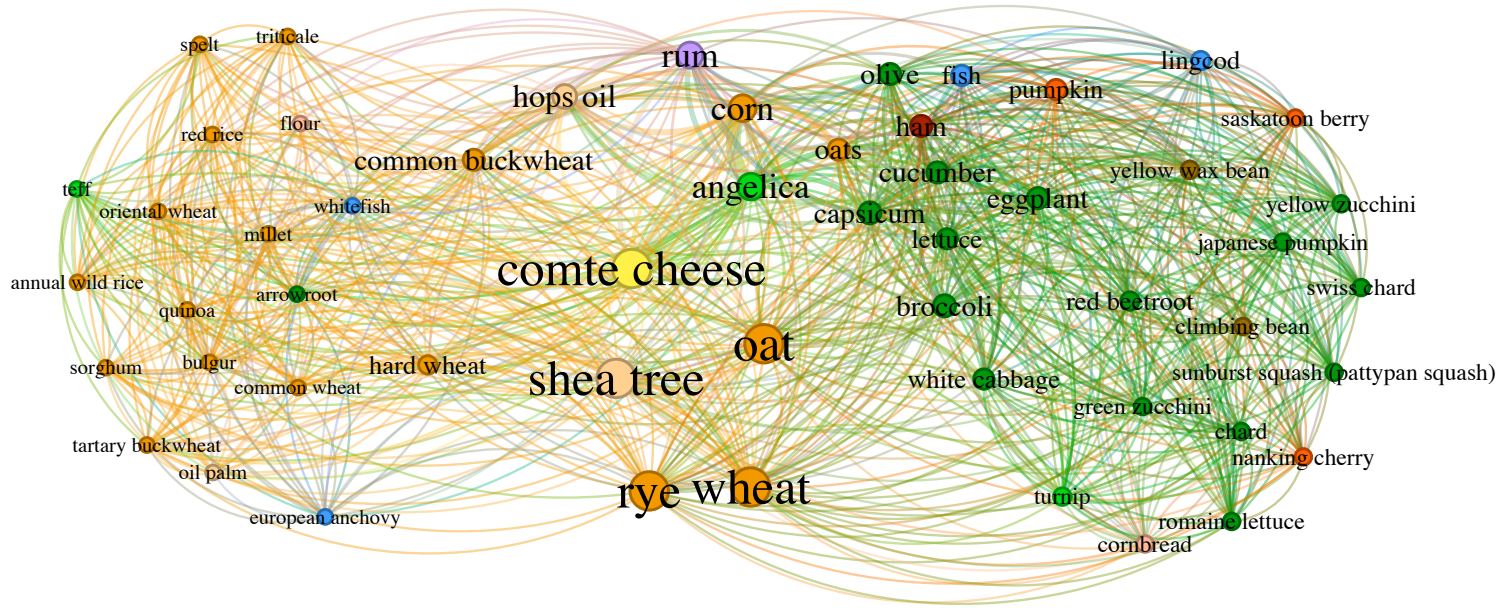 spelt
triticale
rum
lingcod
olive
fish
hops oil
corn
pumpkin
saskatoon berry
red rice
flour
ham
oats
common buckwheat
cucumber
yellow wax bean
teff
angelica
eggplant
oriental wheat
whitefish
capsicum
yellow zucchini
millet
lettuce
japanese pumpkin
comte cheese
annual wild rice
arrowroot
swiss chard
quinoa
broccoli
red beetroot
climbing bean
oat
sorghum
bulgur
hard wheat
common wheat
shea tree
white cabbage
sunburst squash (pattypan squash)
green zucchini
chard
tartary buckwheat
oil palm
nanking cherry
rye
wheat
turnip
european anchovy
romaine lettuce
cornbread